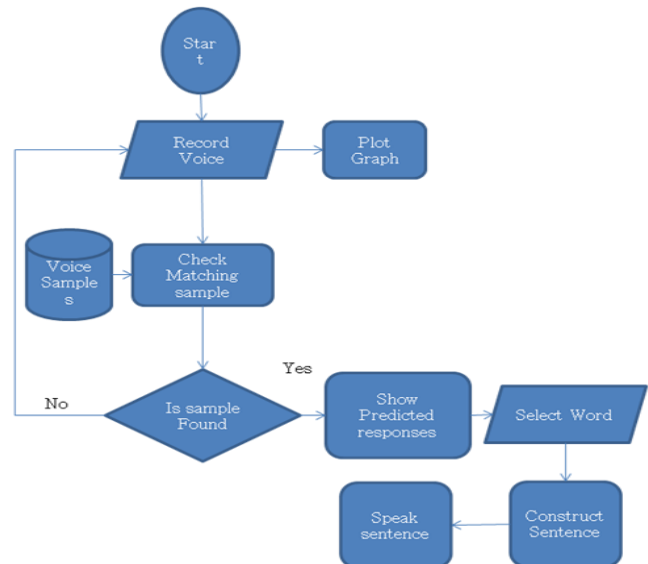 Star
t
Record
Voice
Plot
Graph
Voice
Sample
s
Check
Matching
sample
Yes
No
Is sample
Found
Show
Predicted
responses
Select Word
Speak
sentence
Construct
Sentence